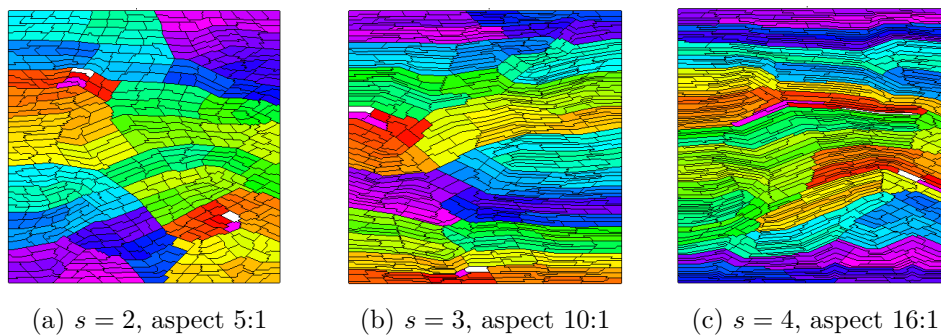 (a) s = 2, aspect 5:1
(b) s = 3, aspect 10:1
(c) s = 4, aspect 16:1